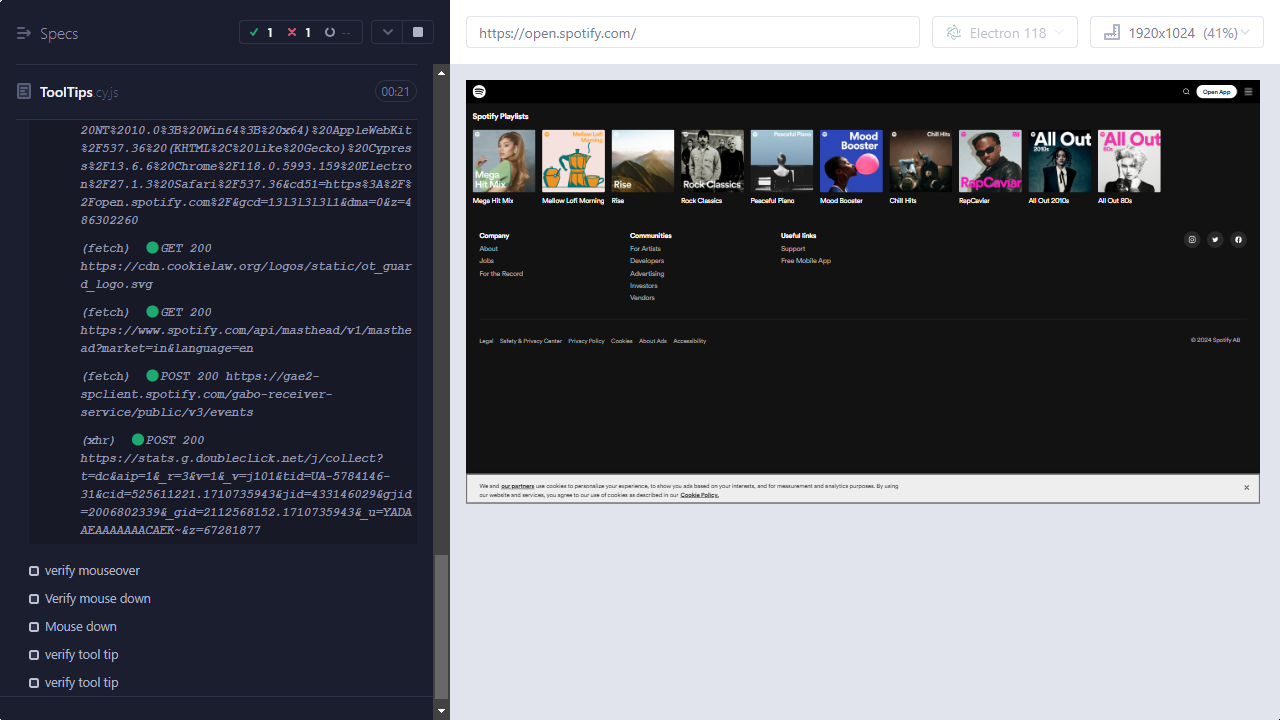 Specs
1
1
--
ToolTips.cy.js
00:21
20NT%2010.0%3B%20Win64%3B%20x64)%20AppleWebKit
%2F537.36%20(KHTML%2C%20like%20Gecko)%20Cypres
s%2F13.6.6%20Chrome%2F118.0.5993.159%20Electro
n%2F27.1.3%20Safari%2F537.36&cd51=https%3A%2F%
2Fopen.spotify.com%2F&gcd=13l3l3l3l1&dma=0&z=4
86302260
(fetch) GET 200
https://cdn.cookielaw.org/logos/static/ot_guar
d_logo.svg
(fetch) GET 200
https://www.spotify.com/api/masthead/v1/masthe
ad?market=in&language=en
(fetch) POST 200 https://gae2-
spclient.spotify.com/gabo-receiver-
service/public/v3/events
(xhr) POST 200
https://stats.g.doubleclick.net/j/collect?
t=dc&aip=1&_r=3&v=1&_v=j101&tid=UA-5784146-
31&cid=525611221.1710735943&jid=433146029&gjid
=2006802339&_gid=2112568152.1710735943&_u=YADA
AEAAAAAAACAEK~&z=67281877
verify mouseover
Verify mouse down
Mouse down
verify tool tip
verify tool tip
https://open.spotify.com/
Electron 118
1920x1024 (41%)
Open App
Spotify Playlists
Mega
Hit Mix
Mellow Lofi
Morning
Rise
Rock Classics
Peaceful Piano
Mood
Booster
Chill Hits
RapCaviar
All Out
2010s
All Out
80s
Mega Hit Mix
Mellow Lofi Morning
Rise
Rock Classics
Peaceful Piano
Mood Booster
Chill Hits
RapCaviar
All Out 2010s
All Out 80s
Company
About
Jobs
For the Record
Communities
For Artists
Developers
Advertising
Investors
Vendors
Useful links
Support
Free Mobile App
Legal Safety & Privacy Center Privacy Policy Cookies About Ads Accessibility
© 2024 Spotify AB
We and our partners use cookies to personalize your experience, to show you ads based on your interests, and for measurement and analytics purposes. By using
our website and services, you agree to our use of cookies as described in our Cookie Policy.